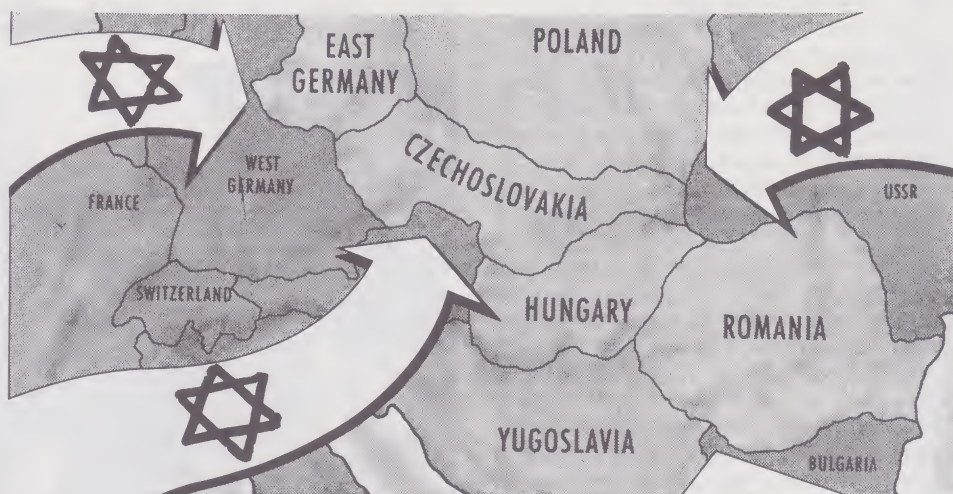 EAST
GERMANY
POLAND
CZECHOSLOVAKIA
WEST
GERMANY
FRANCE
USSR
SWITZERLAND
HUNGARY
ROMANIA
YUGOSLAVIA
BULGARIA